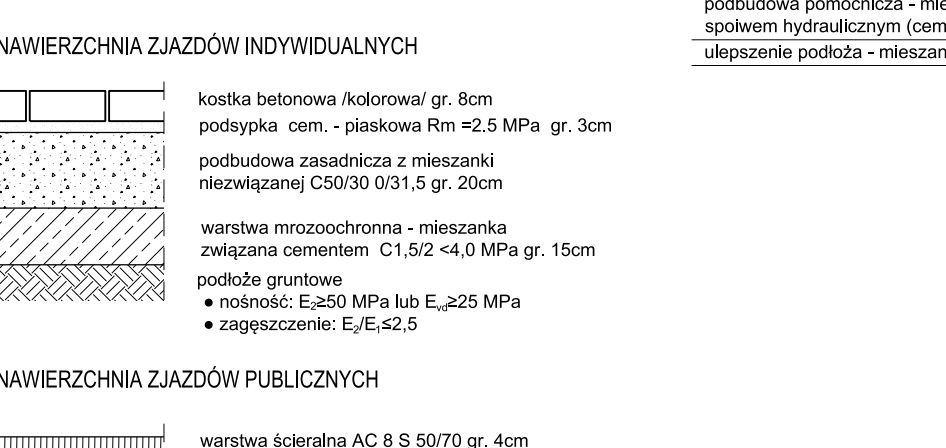 podbudowa pomocnicza -
spoiwem hydraulicznym
ulepszenie podłoża -
NAWIERZCHNIA ZJAZDÓW INDYWIDUALNYCH
kostka betonowa /kolorowa/ gr. 8cm
podsypka cem. - piaskowa Rm =2.5 MPa gr. 3cm
podbudowa zasadnicza z mieszanki
niezwiązanej C50/30 0/31,5 gr. 20cm
warstwa mrozoochronna - mieszanka
związana cementem C1,5/2 <4,0 MPa gr. 15cm
podłoże gruntowe
● nośność: E₂≥50 MPa lub Evd≥25 MPa
● zagęszczenie: E₂/E₁≤2,5
NAWIERZCHNIA ZJAZDÓW PUBLICZNYCH
warstwa ścieralna AC 8 S 50/70 gr. 4cm